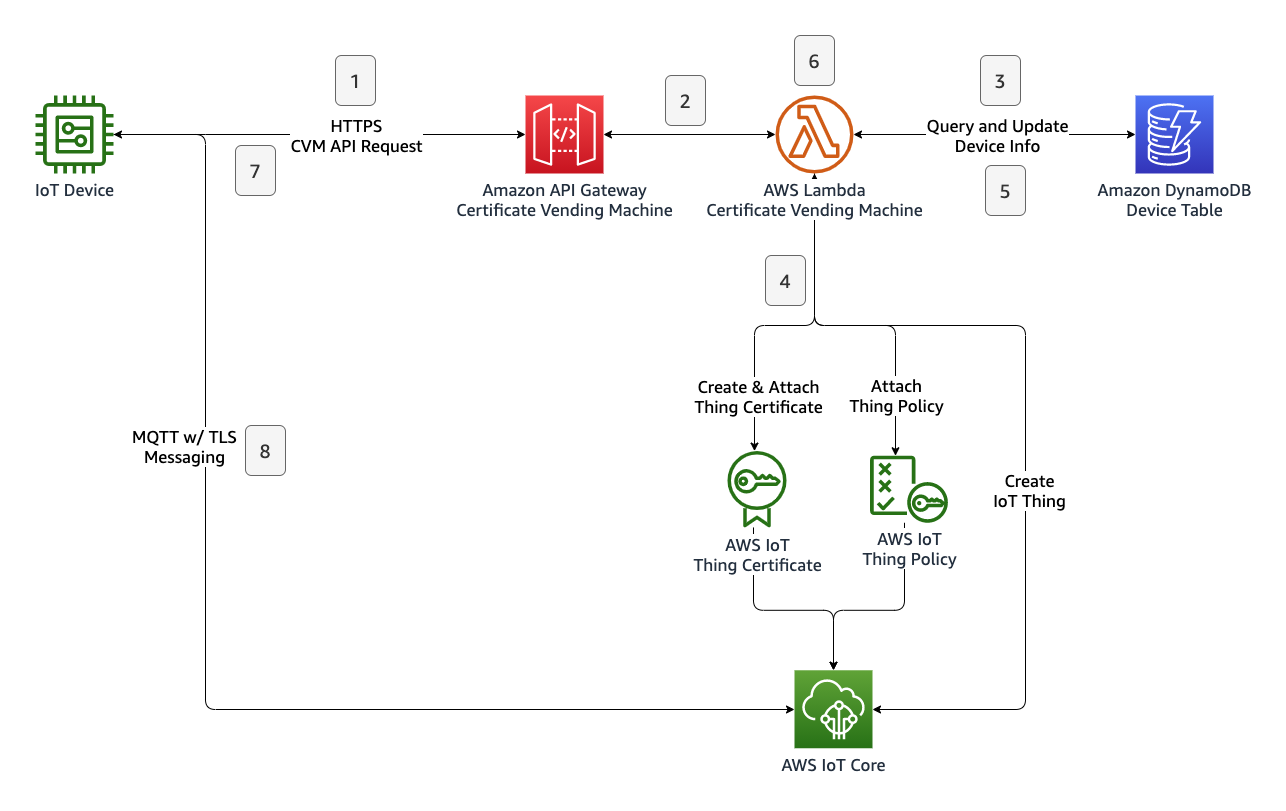 6
1
3
2
HTTPS
CVM API Request
Query and Update
Device Info
7
5
IoT Device
Amazon API Gateway
Certificate Vending Machine
AWS Lambda
Certificate Vending Machine
Amazon DynamoDB
Device Table
4
Create & Attach
Thing Certificate
Attach
Thing Policy
MQTT w/ TLS
Messaging
8
Create
IoT Thing
AWS IoT
Thing Certificate
AWS IoT
Thing Policy
AWS IoT Core